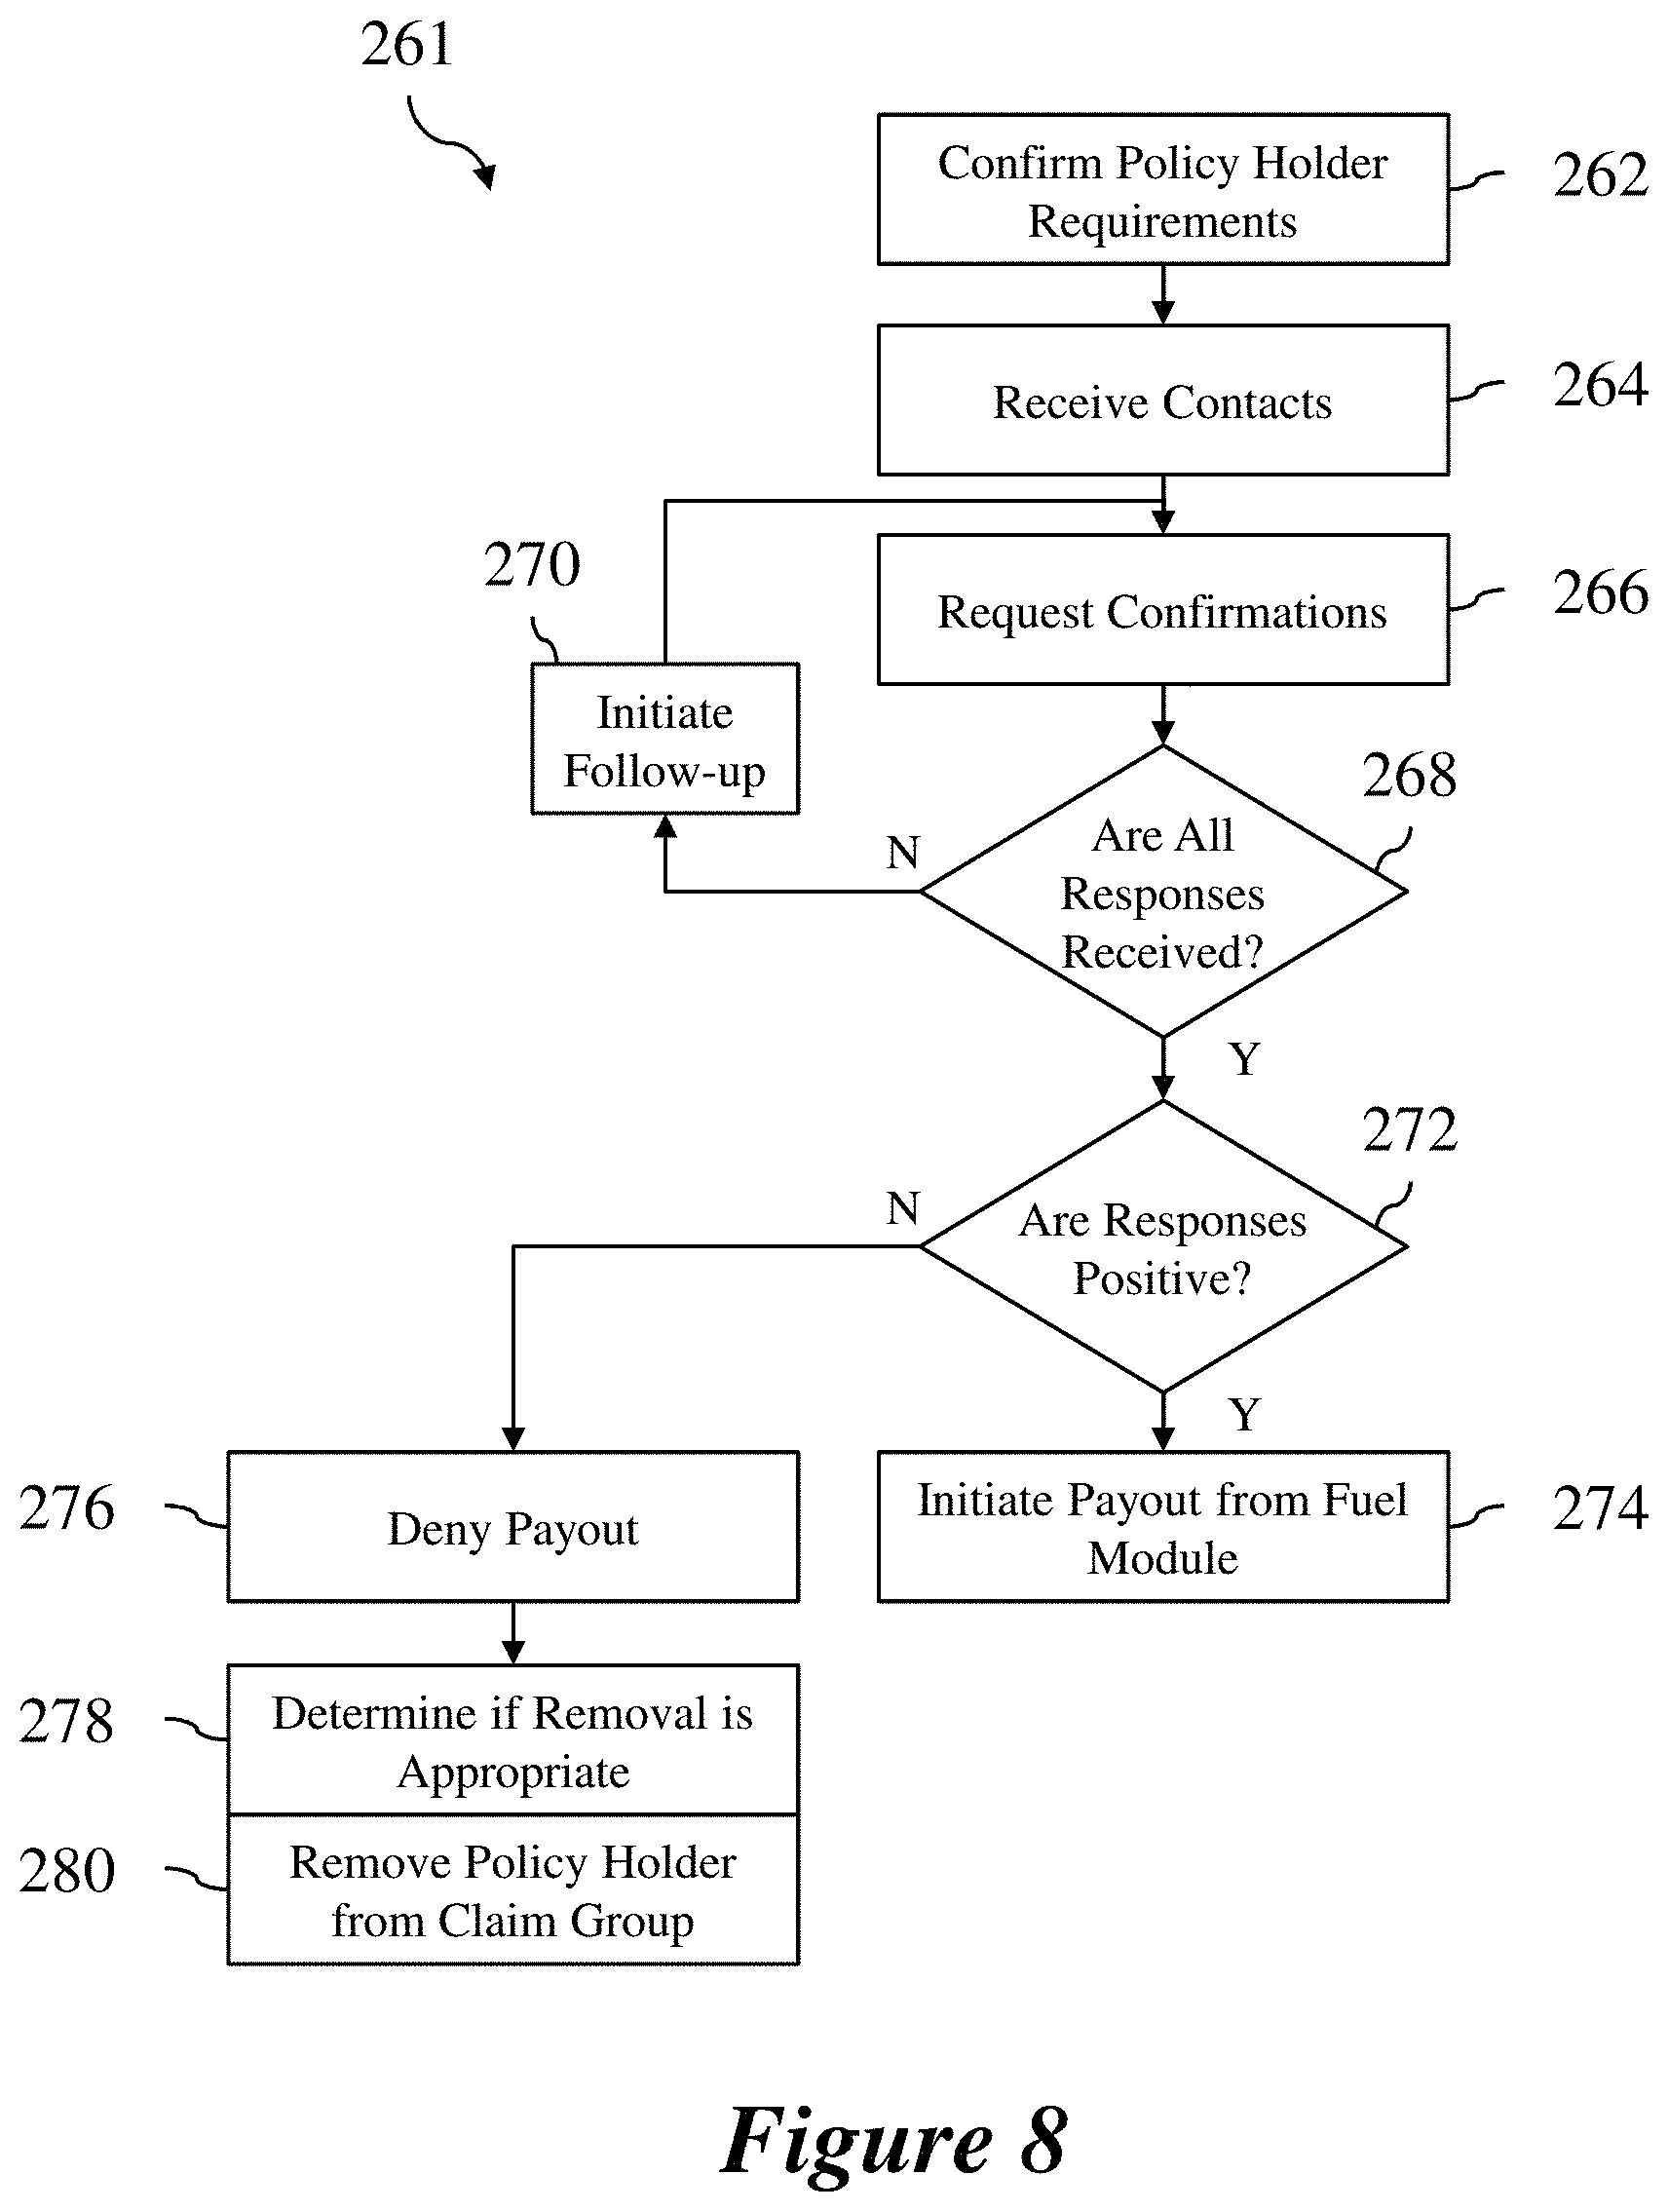 261
Confirm Policy Holder
Requirements
262
Receive Contacts
264
270
Request Confirmations
266
Initiate
Follow-up
268
N
Are All
Responses
Received?
Y
272
N
Are Responses
Positive?
Y
276
Deny Payout
Initiate Payout from Fuel
Module
274
278
Determine if Removal is
Appropriate
280
Remove Policy Holder
from Claim Group
Figure 8